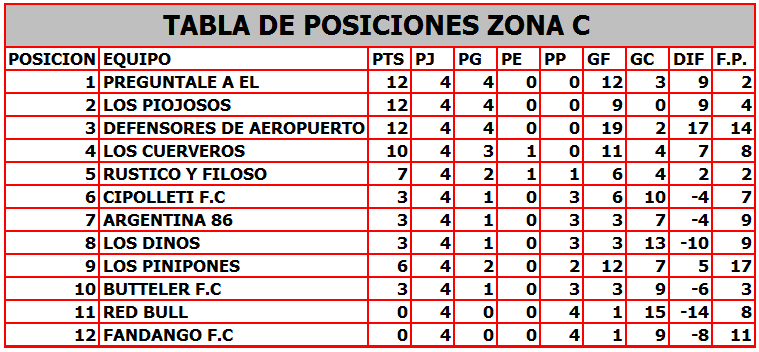 TABLA DE POSICIONES ZONA C
POSICION EQUIPO PTS PJ PG PE PP GF GC DIF F.P.
1 PREGUNTALE A EL 12 4 4 0 0 12 3 9 2
2 LOS PIOJOSOS 12 4 4 0 0 9 0 9 4
3 DEFENSORES DE AEROPUERTO 12 4 4 0 0 19 2 17 14
4 LOS CUERVEROS 10 4 3 1 0 11 4 7 8
5 RUSTICO Y FILOSO 7 4 2 1 1 6 4 2 2
6 CIPOLLETI F.C 3 4 1 0 3 6 10 -4 7
7 ARGENTINA 86 3 4 1 0 3 3 7 -4 9
8 LOS DINOS 3 4 1 0 3 3 13 -10 9
9 LOS PINIPONES 6 4 2 0 2 12 7 5 17
10 BUTTELER F.C 3 4 1 0 3 3 9 -6 3
11 RED BULL 0 4 0 0 4 1 15 -14 8
12 FANDANGO F.C 0 4 0 0 4 1 9 -8 11